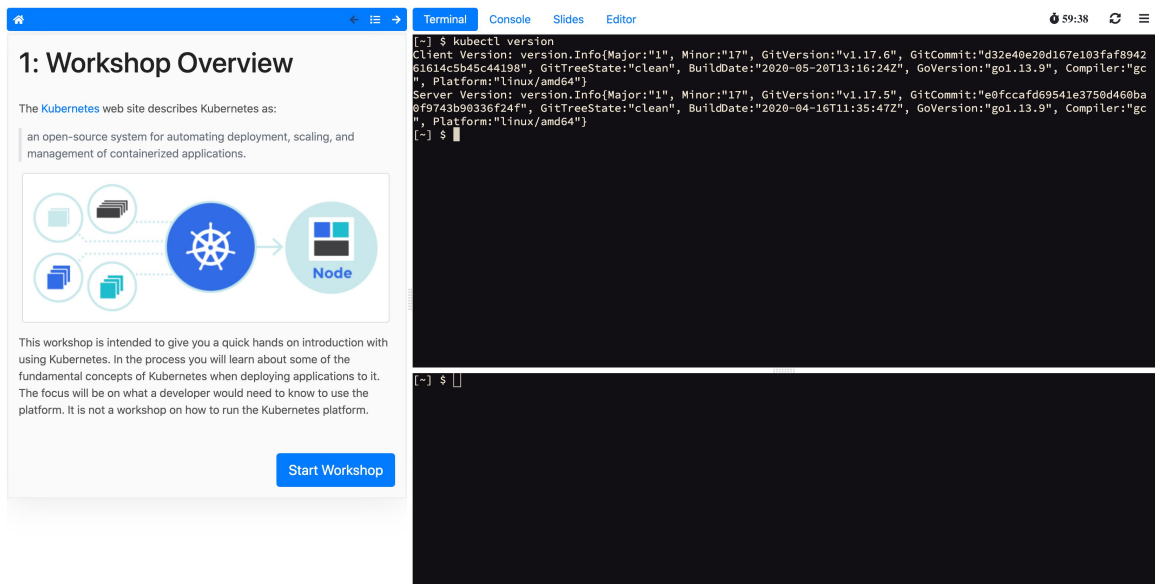 Terminal Console Slides Editor 59:38
1: Workshop Overview
The Kubernetes web site describes Kubernetes as:
an open-source system for automating deployment, scaling, and
management of containerized applications.
Node
This workshop is intended to give you a quick hands on introduction with
using Kubernetes. In the process you will learn about some of the
fundamental concepts of Kubernetes when deploying applications to it.
The focus will be on what a developer would need to know to use the
platform. It is not a workshop on how to run the Kubernetes platform.
Start Workshop
[~] $ kubectl version
Client Version: version.Info{Major:"1", Minor:"17", GitVersion:"v1.17.6", GitCommit:"d32e40e20d167e103faf8942
61614c5b45c44198", GitTreeState:"clean", BuildDate:"2020-05-20T13:16:24Z", GoVersion:"go1.13.9", Compiler:"gc
", Platform:"linux/amd64"}
Server Version: version.Info{Major:"1", Minor:"17", GitVersion:"v1.17.5", GitCommit:"e0fccafd69541e3750d460ba
0f9743b90336f24f", GitTreeState:"clean", BuildDate:"2020-04-16T11:35:47Z", GoVersion:"go1.13.9", Compiler:"gc
", Platform:"linux/amd64"}
[~] $
[~] $